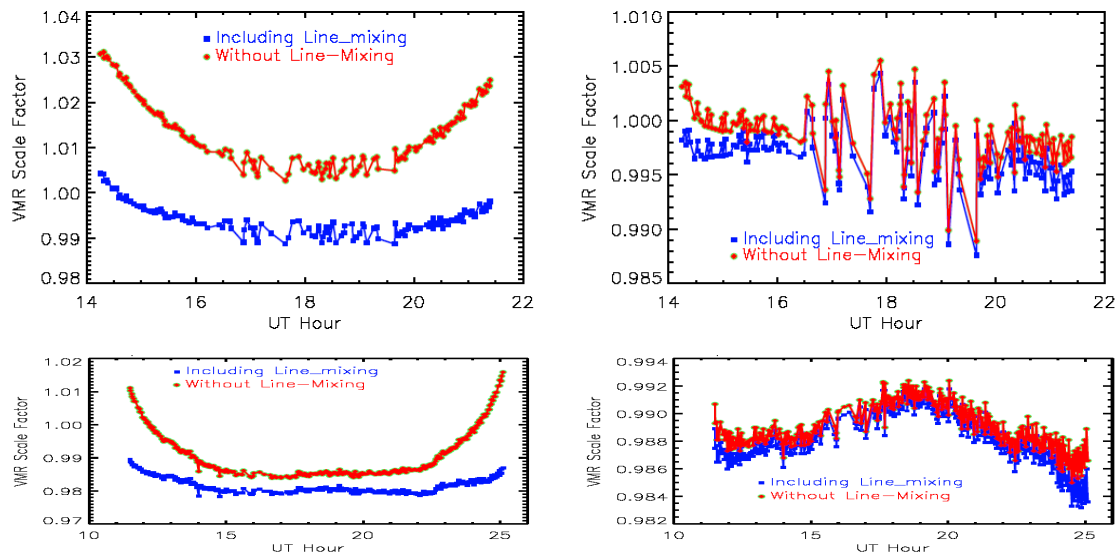 1.04
1.03
1.02
1.01
1.00
0.99
0.98
VMR Scale Factor
Including Line_mixing
Without Line-Mixing
14 16 18 20 22
UT Hour
1.010
1.005
1.000
0.995
0.990
0.985
VMR Scale Factor
Including Line_mixing
Without Line-Mixing
14 16 18 20 22
UT Hour
1.02
1.01
1.00
0.99
0.98
0.97
VMR Scale Factor
Including Line_mixing
Without Line-Mixing
10 15 20 25
UT Hour
0.994
0.992
0.990
0.988
0.986
0.984
0.982
VMR Scale Factor
Including Line_mixing
Without Line-Mixing
10 15 20 25
UT Hour